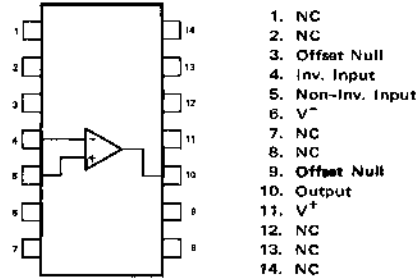 1 14
2 13
3 12
4 11
5 10
6 9
7 8
- +
1. NC
2. NC
3. Offset Null
4. Inv. Input
5. Non-Inv. Input
6. V⁻
7. NC
8. NC
9. Offset Null
10. Output
11. V⁺
12. NC
13. NC
14. NC